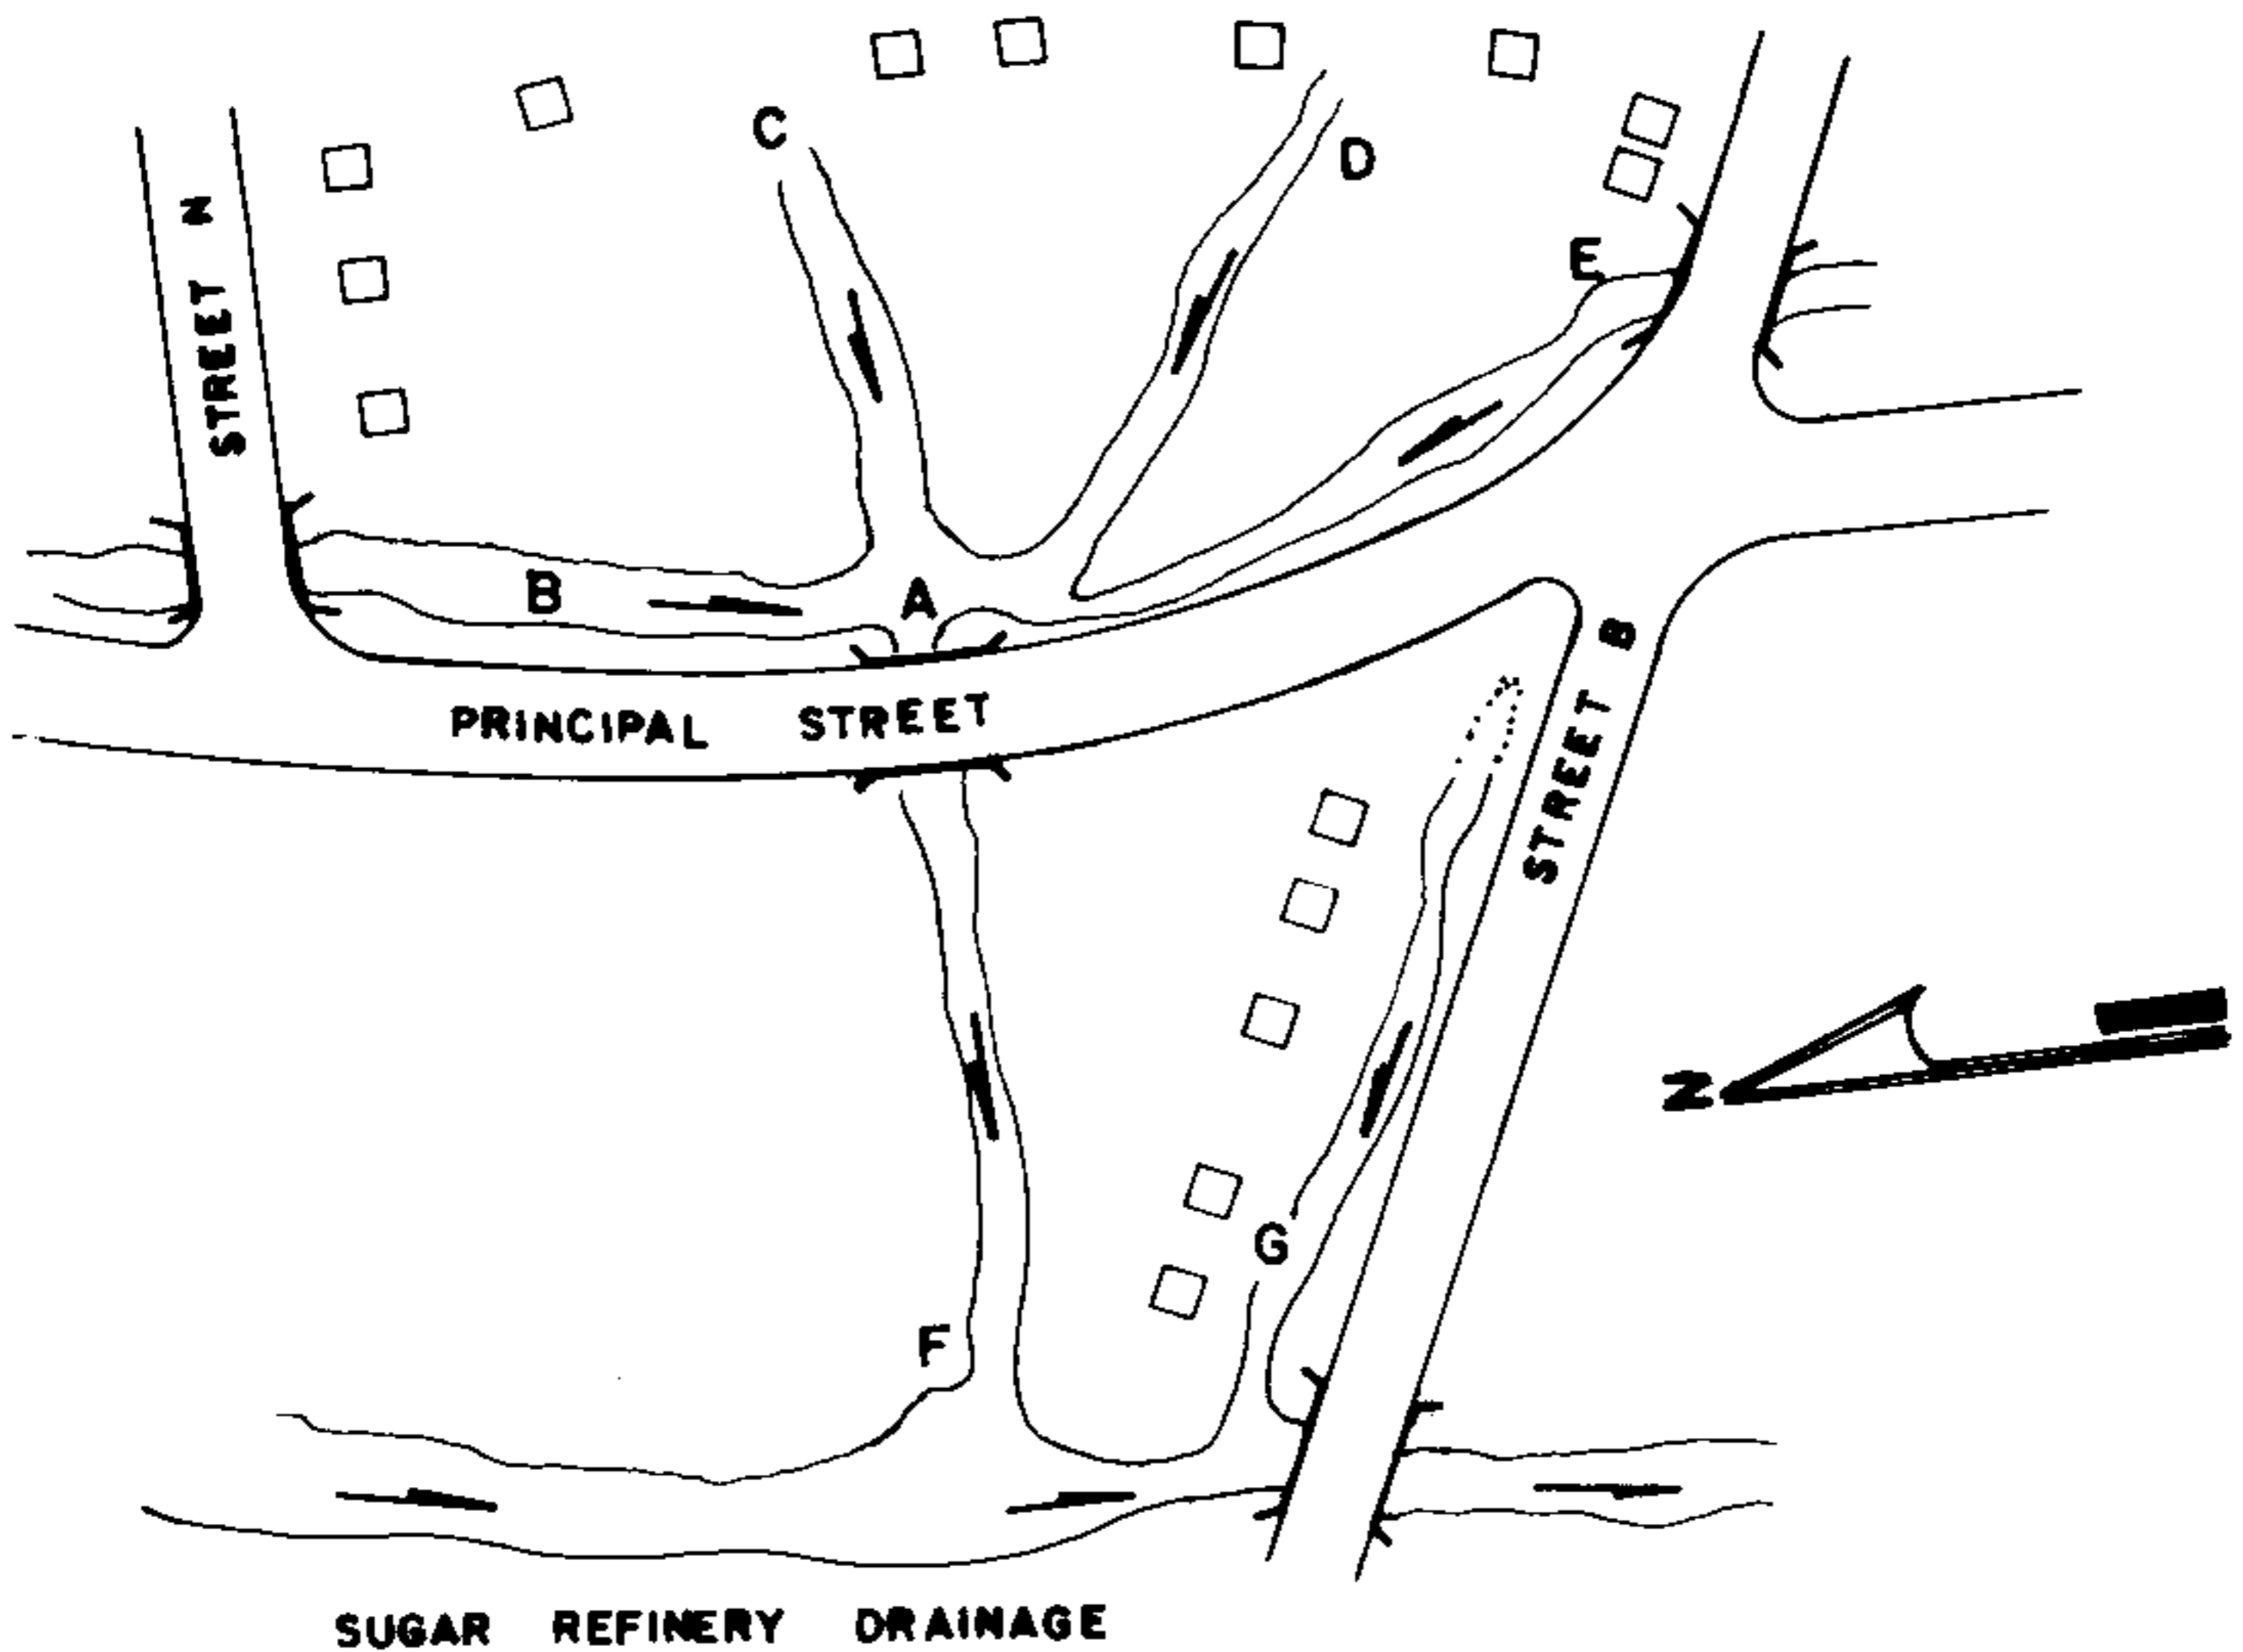 C
D
STREET N
E
B
A
STREET B
PRINCIPAL STREET
N
G
F
SUGAR REFINERY DRAINAGE